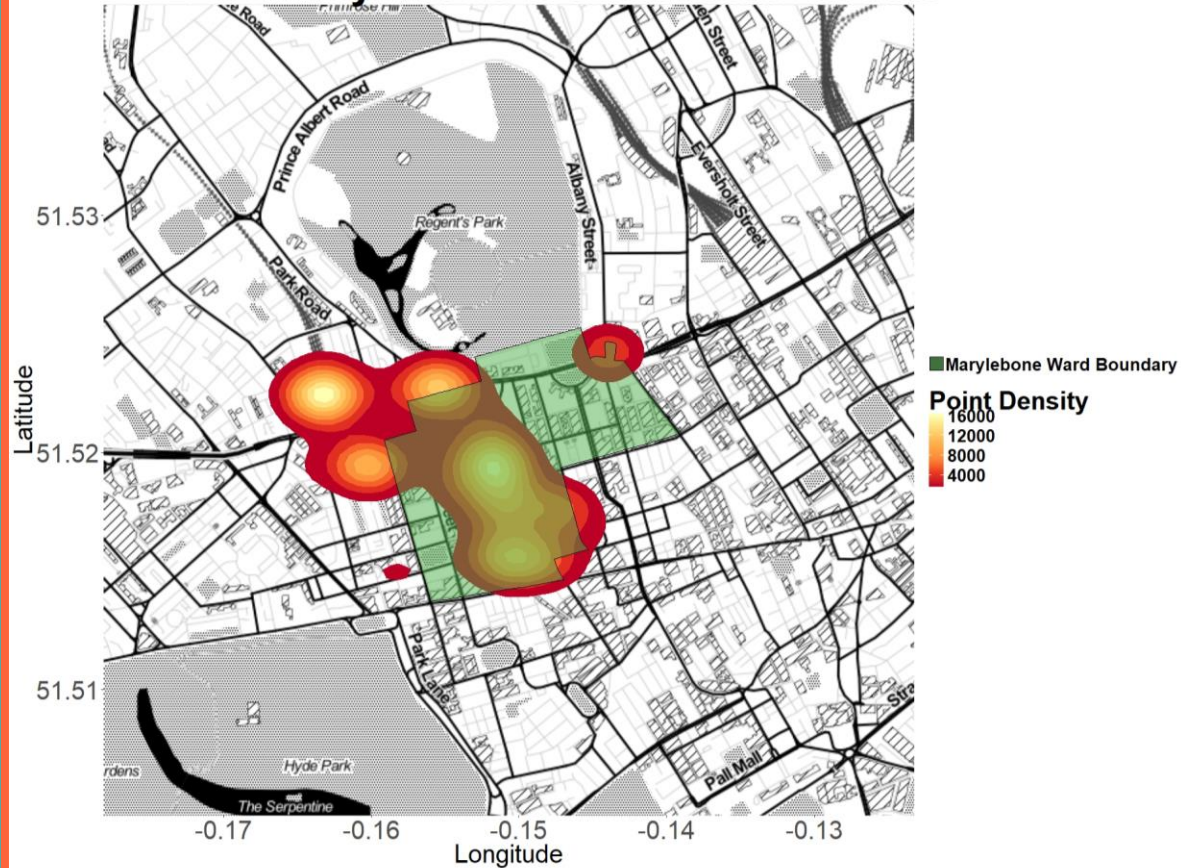 Primrose Hill
Road
Prince Albert Road
Albany Street
Eversholt Street
Regent's Park
Park Road
51.53
51.52
51.51
Latitude
Marylebone Ward Boundary
Point Density
16000
12000
8000
4000
Park Lane
Pall Mall
Stra
rdens
Hyde Park
The Serpentine
-0.17
-0.16
-0.15
-0.14
-0.13
Longitude